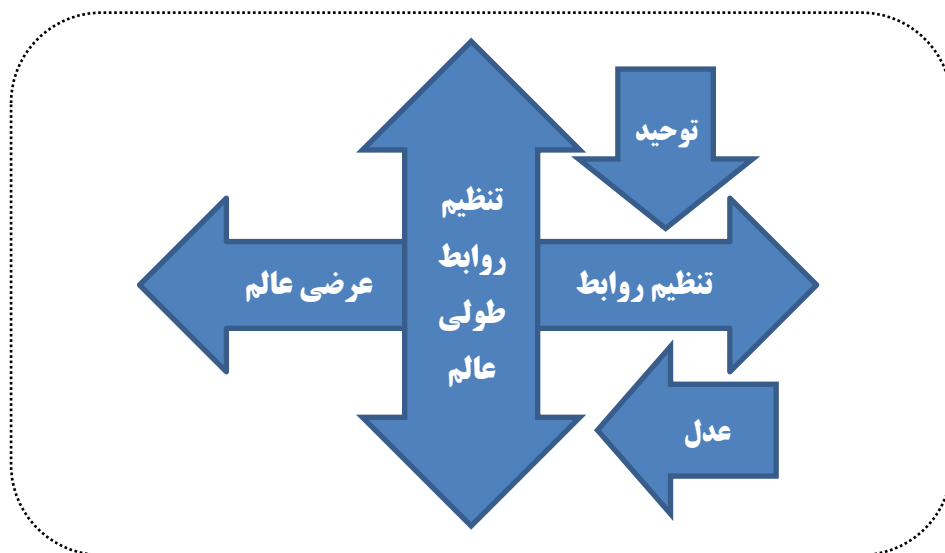 توحید
تنظیم
روابط
طولی
عالم
تنظیم روابط
عرضی عالم
عدل